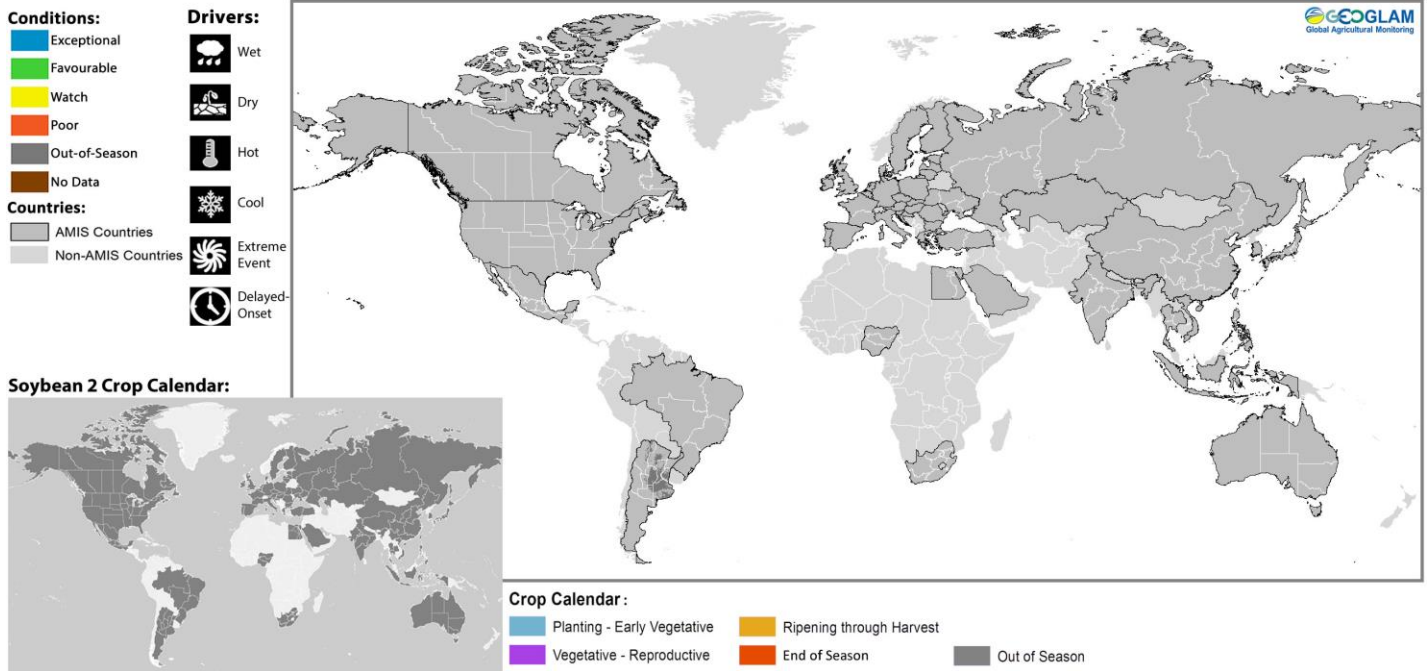 Conditions:
Exceptional
Favourable
Watch
Poor
Out-of-Season
No Data
Countries:
AMIS Countries
Non-AMIS Countries
Drivers:
Wet
Dry
Hot
Cool
Extreme
Event
Delayed-
Onset
GEOGLAM
Global Agricultural Monitoring
Soybean 2 Crop Calendar:
Crop Calendar :
Planting - Early Vegetative
Vegetative - Reproductive
Ripening through Harvest
End of Season
Out of Season